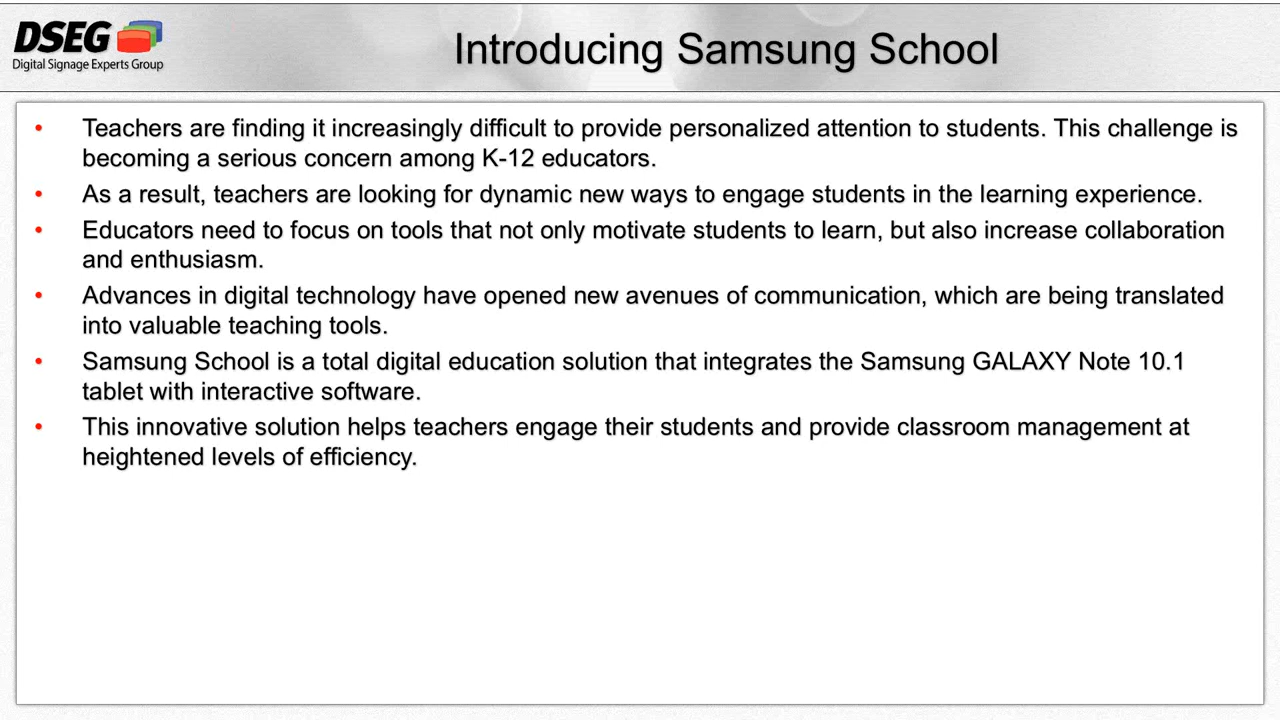 DSEG
Digital Signage Experts Group
Introducing Samsung School
• Teachers are finding it increasingly difficult to provide personalized attention to students. This challenge is
becoming a serious concern among K-12 educators.
• As a result, teachers are looking for dynamic new ways to engage students in the learning experience.
• Educators need to focus on tools that not only motivate students to learn, but also increase collaboration
and enthusiasm.
• Advances in digital technology have opened new avenues of communication, which are being translated
into valuable teaching tools.
• Samsung School is a total digital education solution that integrates the Samsung GALAXY Note 10.1
tablet with interactive software.
• This innovative solution helps teachers engage their students and provide classroom management at
heightened levels of efficiency.